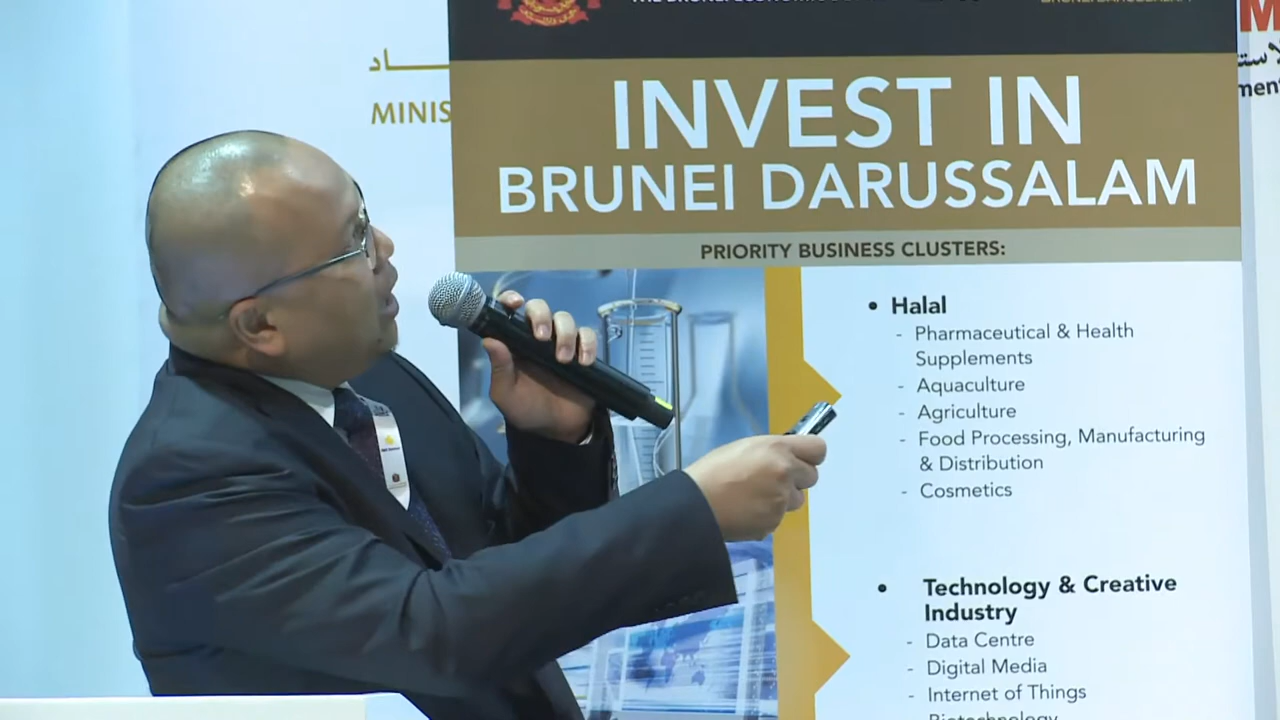 INVEST IN
BRUNEI DARUSSALAM
PRIORITY BUSINESS CLUSTERS:
• Halal
- Pharmaceutical & Health
Supplements
- Aquaculture
- Agriculture
- Food Processing, Manufacturing
& Distribution
- Cosmetics
• Technology & Creative
Industry
- Data Centre
- Digital Media
- Internet of Things
MINIS